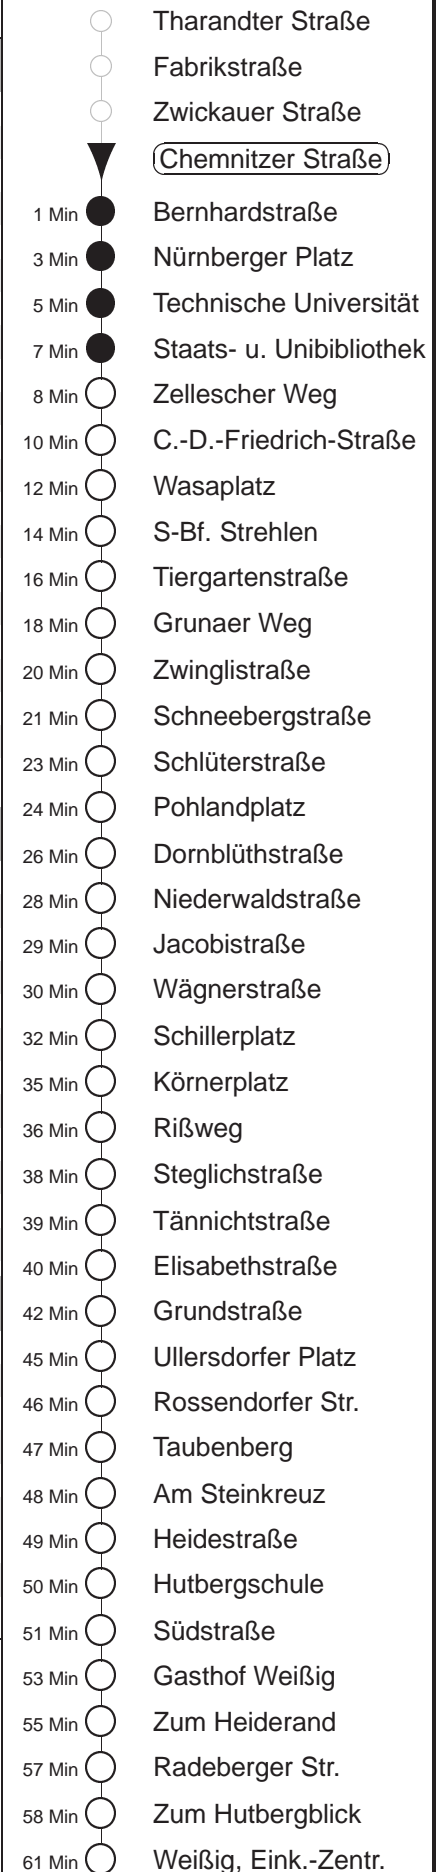 Tharandter Straße
Fabrikstraße
Zwickauer Straße
Chemnitzer Straße
1 Min Bernhardstraße
3 Min Nürnberger Platz
5 Min Technische Universität
7 Min Staats- u. Unibibliothek
8 Min Zellescher Weg
10 Min C.-D.-Friedrich-Straße
12 Min Wasaplatz
14 Min S-Bf. Strehlen
16 Min Tiergartenstraße
18 Min Grunaer Weg
20 Min Zwinglistraße
21 Min Schneebergstraße
23 Min Schlüterstraße
24 Min Pohlandplatz
26 Min Dornblüthstraße
28 Min Niederwaldstraße
29 Min Jacobistraße
30 Min Wägnerstraße
32 Min Schillerplatz
35 Min Körnerplatz
36 Min Rißweg
38 Min Steglichstraße
39 Min Tännichtstraße
40 Min Elisabethstraße
42 Min Grundstraße
45 Min Ullersdorfer Platz
46 Min Rossendorfer Str.
47 Min Taubenberg
48 Min Am Steinkreuz
49 Min Heidestraße
50 Min Hutbergschule
51 Min Südstraße
53 Min Gasthof Weißig
55 Min Zum Heiderand
57 Min Radeberger Str.
58 Min Zum Hutbergblick
61 Min Weißig, Eink.-Zentr.